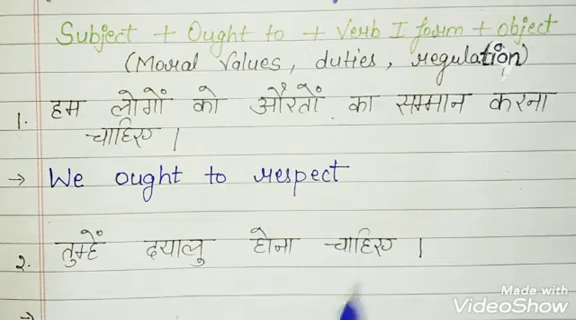 Subject + Ought to + Verb I form + object
(Moral Values, duties, regulation)
1. हम लोगों को औरतों का सम्मान करना
चाहिए ।
→ We ought to respect
२. तुम्हें दयालु होना चाहिए ।
→
Made with
VideoShow